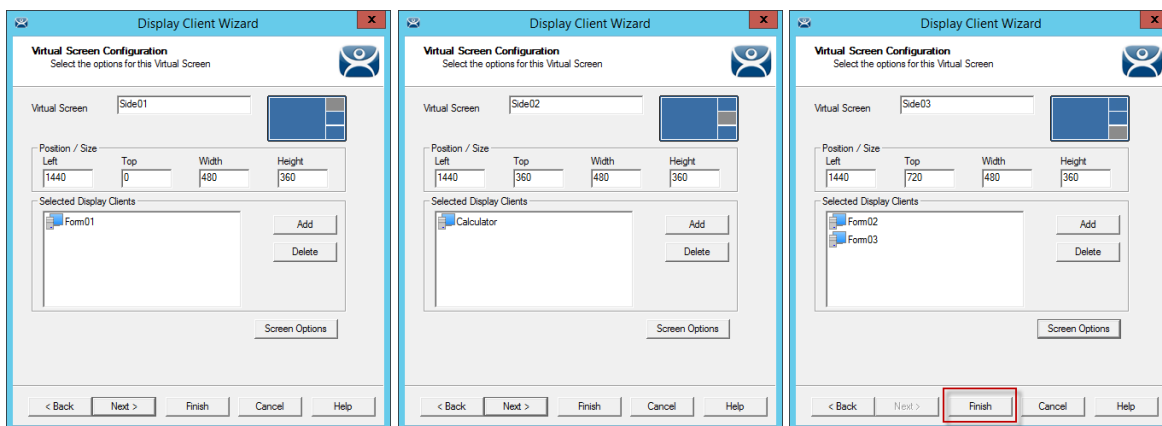 Display Client Wizard
x
Virtual Screen Configuration
Select the options for this Virtual Screen
Virtual Screen Side01
Position / Size
Left Top Width Height
1440 0 480 360
Selected Display Clients
Form01
Add
Delete
Screen Options
< Back Next > Finish Cancel Help
Display Client Wizard
x
Virtual Screen Configuration
Select the options for this Virtual Screen
Virtual Screen Side02
Position / Size
Left Top Width Height
1440 360 480 360
Selected Display Clients
Calculator
Add
Delete
Screen Options
< Back Next > Finish Cancel Help
Display Client Wizard
x
Virtual Screen Configuration
Select the options for this Virtual Screen
Virtual Screen Side03
Position / Size
Left Top Width Height
1440 720 480 360
Selected Display Clients
Form02
Add
Form03
Delete
Screen Options
< Back Next > Finish Cancel Help